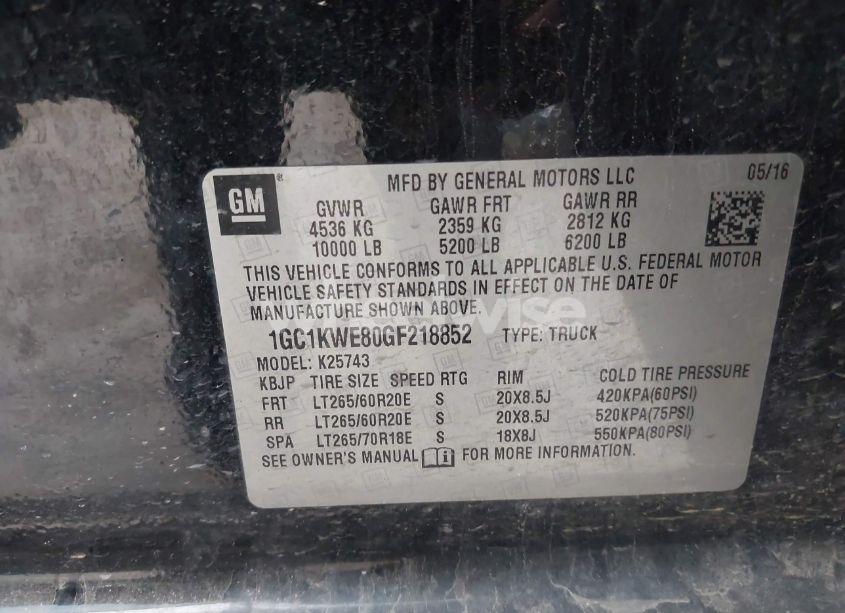 GM ® MFD BY GENERAL MOTORS LLC 05/16
GVWR GAWR FRT GAWR RR
4536 KG 2359 KG 2812 KG
10000 LB 5200 LB 6200 LB
THIS VEHICLE CONFORMS TO ALL APPLICABLE U.S. FEDERAL MOTOR
VEHICLE SAFETY STANDARDS IN EFFECT ON THE DATE OF
MANUFACTURE SHOWN ABOVE.
1GC1KWE80GF218852 TYPE: TRUCK
MODEL: K25743
KBJP TIRE SIZE SPEED RTG RIM COLD TIRE PRESSURE
FRT LT265/60R20E S 20X8.5J 420KPA(60PSI)
RR LT265/60R20E S 20X8.5J 520KPA(75PSI)
SPA LT265/70R18E S 18X8J 550KPA(80PSI)
SEE OWNER'S MANUAL FOR MORE INFORMATION.